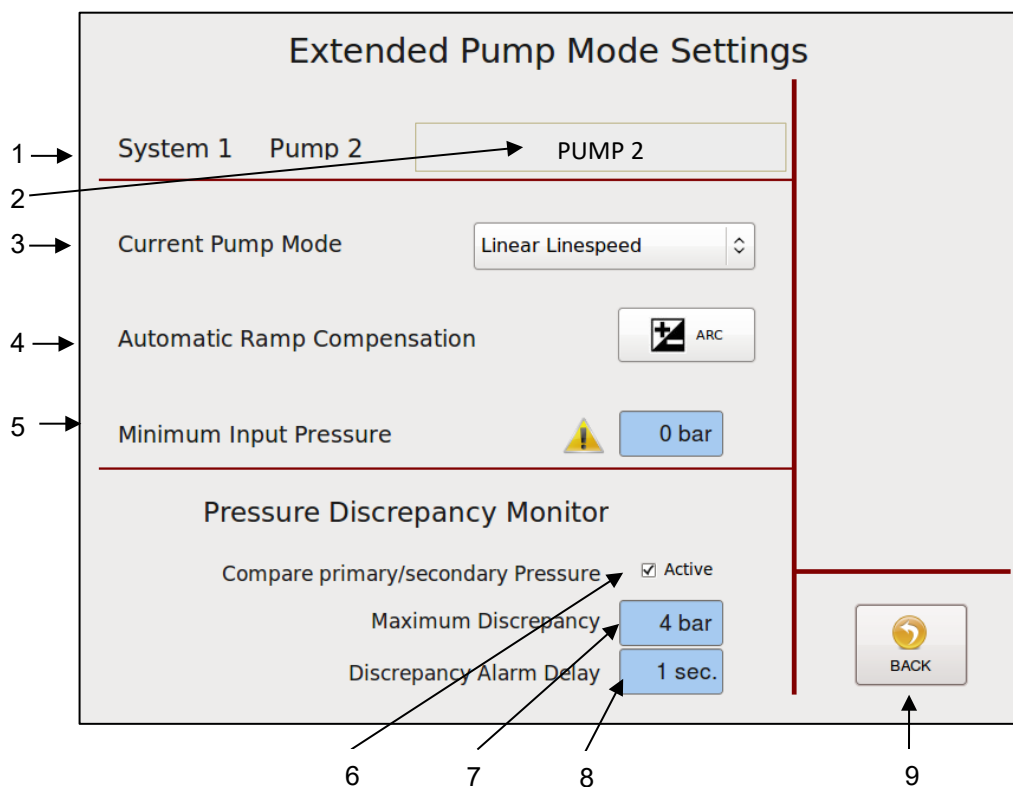 Extended Pump Mode Settings
1 System 1 Pump 2 PUMP 2
2
3 Current Pump Mode Linear Linespeed
4 Automatic Ramp Compensation ARC
5 Minimum Input Pressure 0 bar
Pressure Discrepancy Monitor
Compare primary/secondary Pressure Active
Maximum Discrepancy 4 bar
Discrepancy Alarm Delay 1 sec.
BACK
6 7 8 9